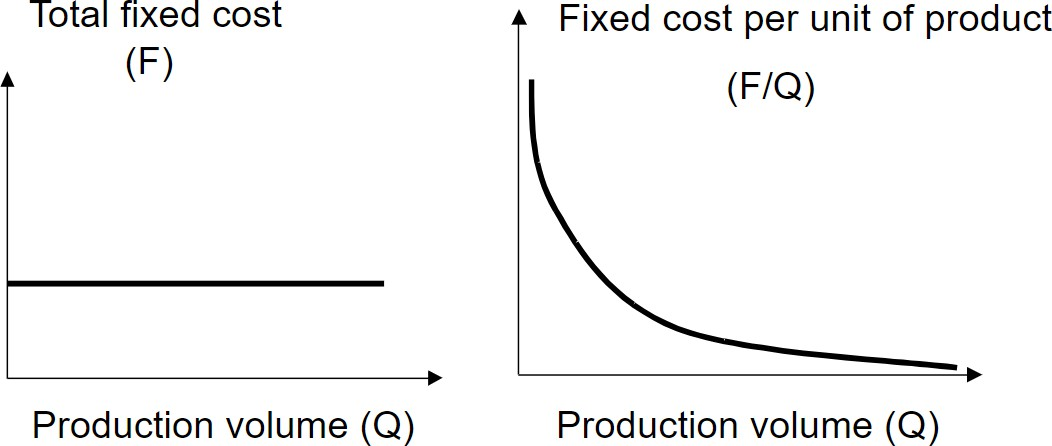 Total fixed cost
(F)
Production volume (Q)
Fixed cost per unit of product
(F/Q)
Production volume (Q)